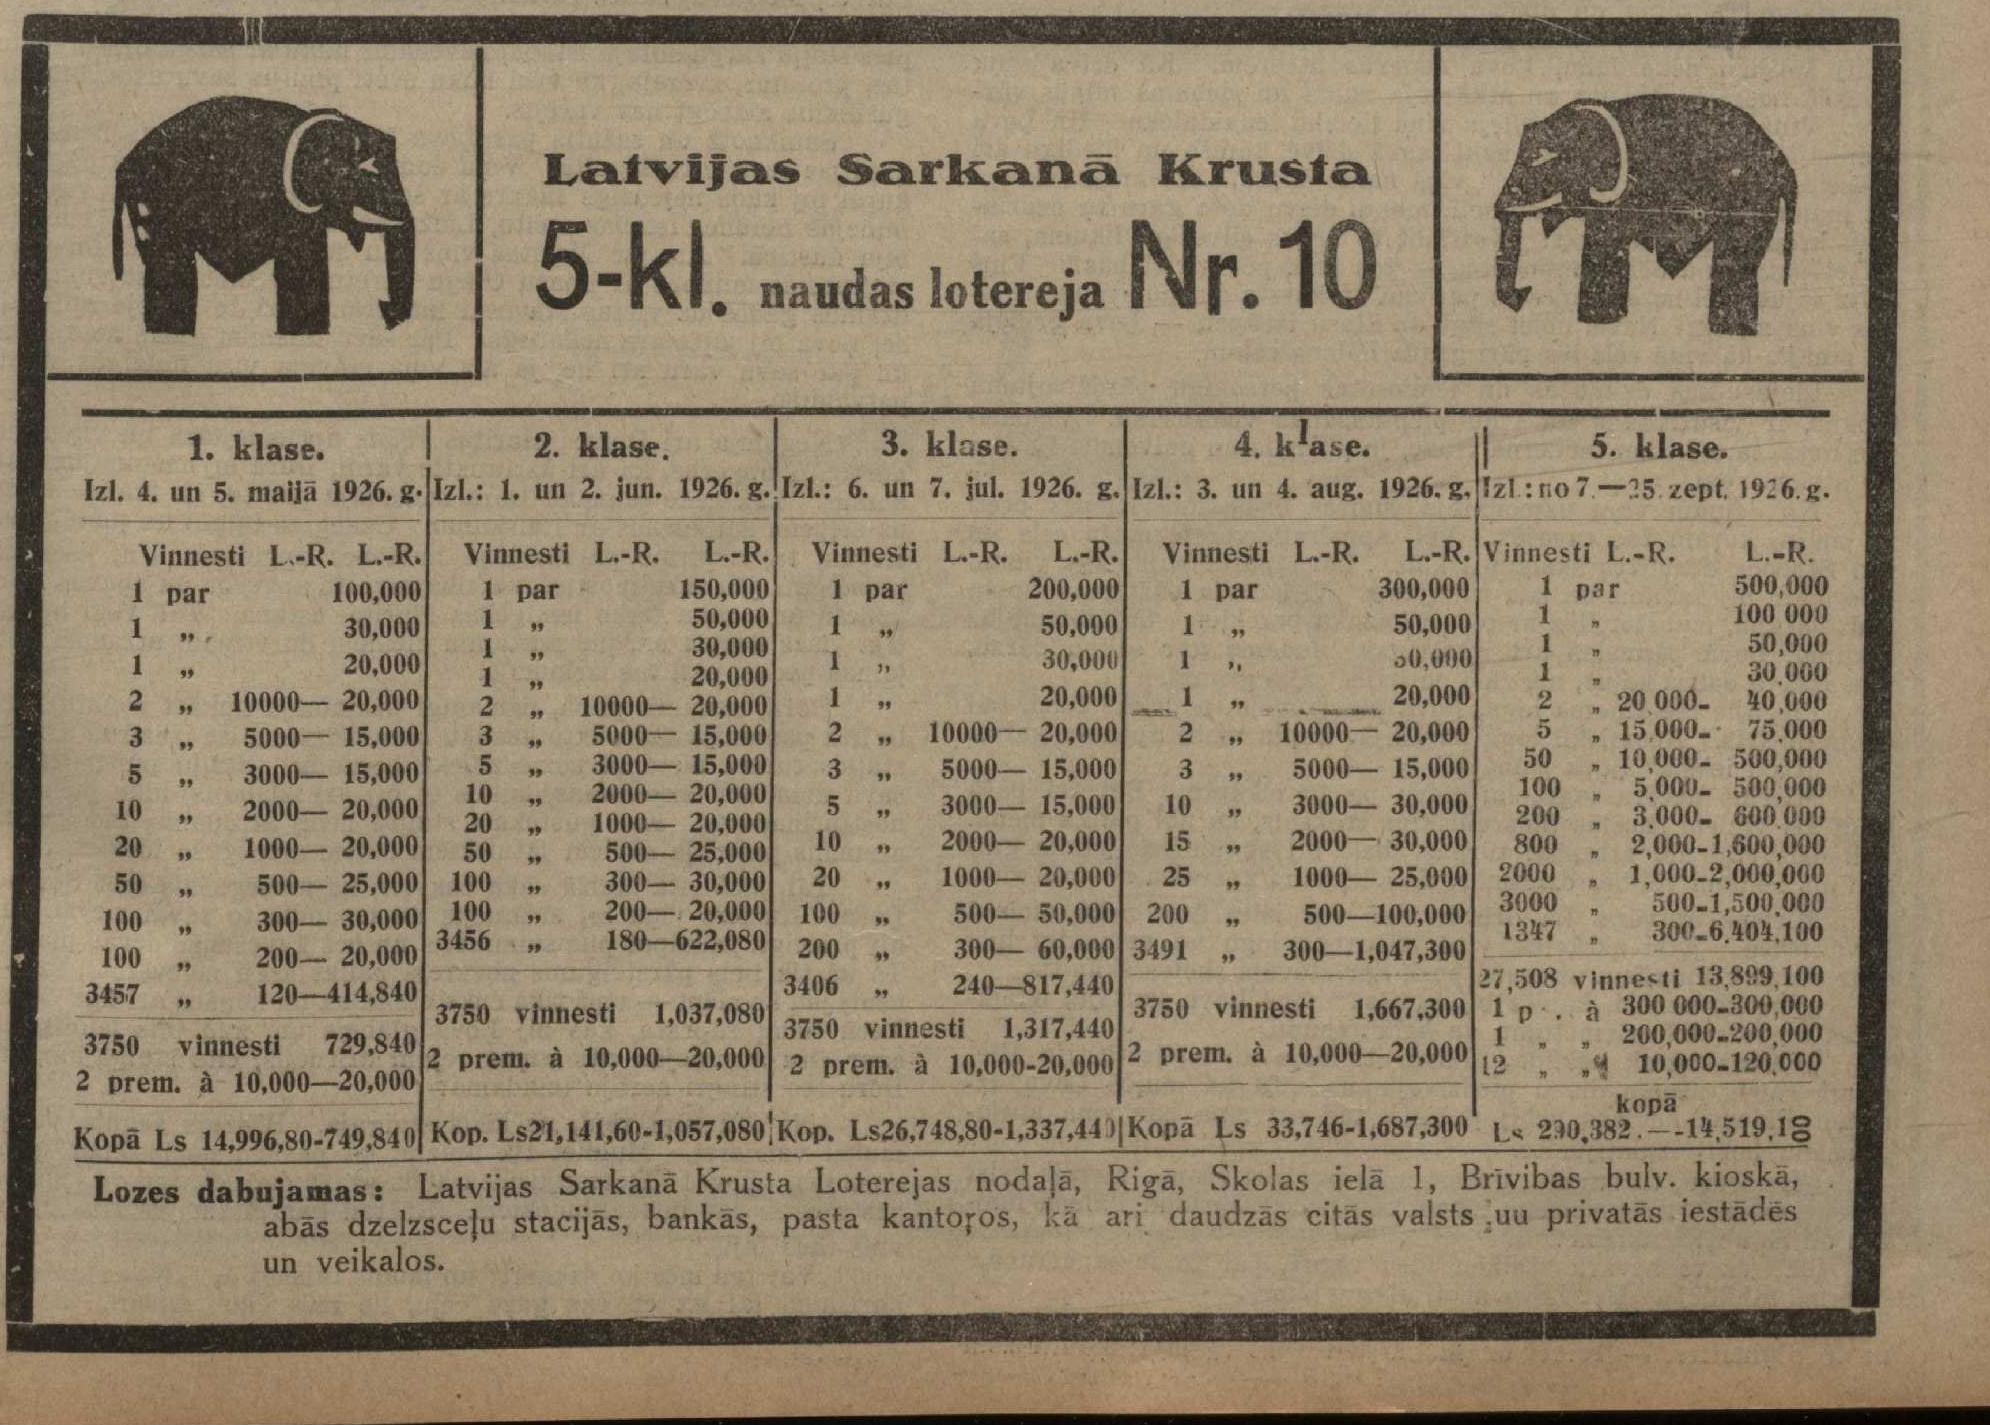 Latvijas Sarkanā Krusta
5-kl. naudas lotereja Nr. 10
1. klase.
Izl. 4. un 5. maijā 1926. g.
Vinnesti L.-R. L.-R.
1 par 100,000
1 „ 30,000
1 „ 20,000
2 „ 10000— 20,000
3 „ 5000— 15,000
5 „ 3000— 15,000
10 „ 2000— 20,000
20 „ 1000— 20,000
50 „ 500— 25,000
100 „ 300— 30,000
100 „ 200— 20,000
3457 „ 120—414,840
3750 vinnesti 729,840
2 prem. à 10,000—20,000
Kopā Ls 14,996,80-749,840
2. klase.
Izl.: 1. un 2. jun. 1926. g.
Vinnesti L.-R. L.-R.
1 par 150,000
1 „ 50,000
1 „ 30,000
1 „ 20,000
2 „ 10000— 20,000
3 „ 5000— 15,000
5 „ 3000— 15,000
10 „ 2000— 20,000
20 „ 1000— 20,000
50 „ 500— 25,000
100 „ 300— 30,000
100 „ 200— 20,000
3456 „ 180—622,080
3750 vinnesti 1,037,080
2 prem. à 10,000—20,000
Kop. Ls21,141,60-1,057,080
3. klase.
Izl.: 6. un 7. jul. 1926. g.
Vinnesti L.-R. L.-R.
1 par 200,000
1 „ 50,000
1 „ 30,000
1 „ 20,000
2 „ 10000— 20,000
3 „ 5000— 15,000
5 „ 3000— 15,000
10 „ 2000— 20,000
20 „ 1000— 20,000
100 „ 500— 50,000
200 „ 300— 60,000
3406 „ 240—817,440
3750 vinnesti 1,317,440
2 prem. à 10,000-20,000
Kop. Ls26,748,80-1,337,440
4. klase.
Izl.: 3. un 4. aug. 1926. g.
Vinnesti L.-R. L.-R.
1 par 300,000
1 „ 50,000
1 „ 30,000
1 „ 20,000
2 „ 10000— 20,000
3 „ 5000— 15,000
10 „ 3000— 30,000
15 „ 2000— 30,000
25 „ 1000— 25,000
200 „ 500—100,000
3491 „ 300—1,047,300
3750 vinnesti 1,667,300
2 prem. à 10,000—20,000
Kopā Ls 33,746-1,687,300
5. klase.
Izl.: no 7.—25. zept. 1926. g.
Vinnesti L.-R. L.-R.
1 par 500,000
1 „ 100 000
1 „ 50,000
1 „ 30,000
2 „ 20,000- 40,000
5 „ 15,000- 75,000
50 „ 10,000- 500,000
100 „ 5,000- 500,000
200 „ 3,000- 600,000
800 „ 2,000-1,600,000
2000 „ 1,000-2,000,000
3000 „ 500-1,500,000
1347 „ 300-6,404,100
27,508 vinnesti 13,899,100
1 p . à 300 000-300,000
1 „ „ 200,000-200,000
12 „ „ 10,000-120,000
kopā
Ls 290,382.—-14,519,100
Lozes dabujamas: Latvijas Sarkanā Krusta Loterejas nodaļā, Rigā, Skolas ielā 1, Brīvibas bulv. kioskā,
abās dzelzsceļu stacijās, bankās, pasta kantoŗos, kā ari daudzās citās valsts uu privatās iestādēs
un veikalos.